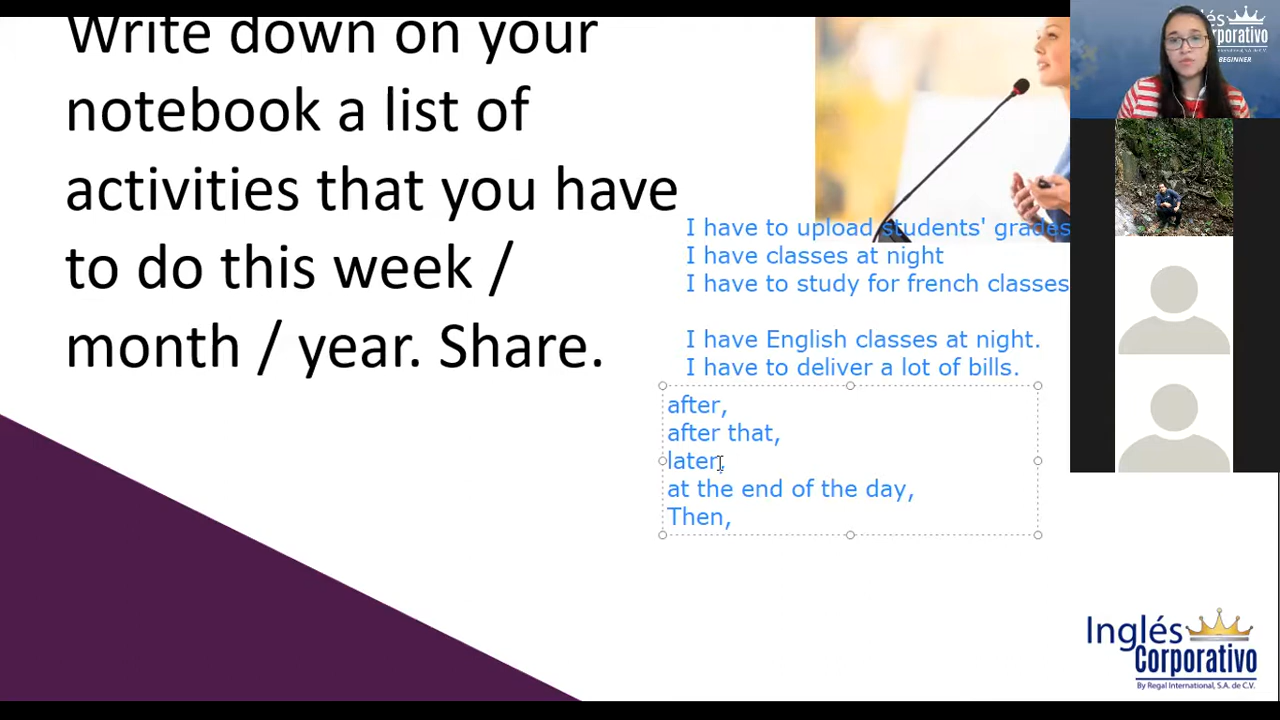 Write down on your
notebook a list of
activities that you have
to do this week /
month / year. Share.
I have to upload students' grades
I have classes at night
I have to study for french classes
I have English classes at night.
I have to deliver a lot of bills.
after,
after that,
later,
at the end of the day,
Then,
BEGINNER
Inglés
Corporativo
By Regal International, S.A. de C.V.